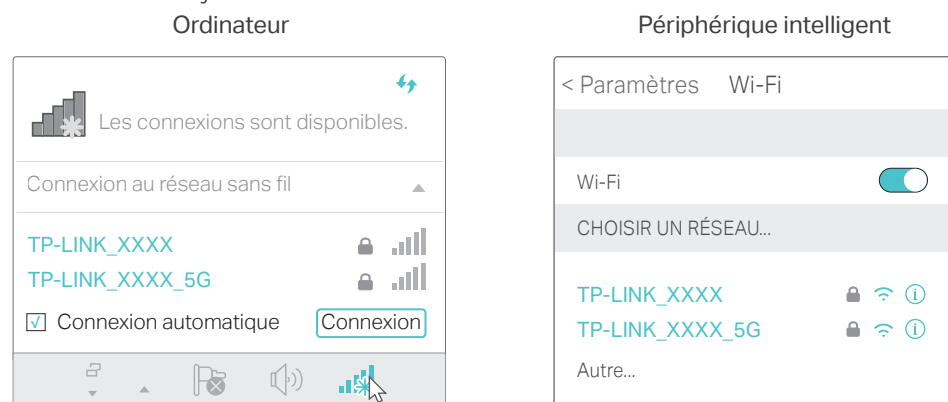 Ordinateur
Les connexions sont disponibles.
Connexion au réseau sans fil
TP-LINK_XXXX
TP-LINK_XXXX_5G
Connexion automatique Connexion
Périphérique intelligent
< Paramètres Wi-Fi
Wi-Fi
CHOISIR UN RÉSEAU...
TP-LINK_XXXX
TP-LINK_XXXX_5G
Autre...